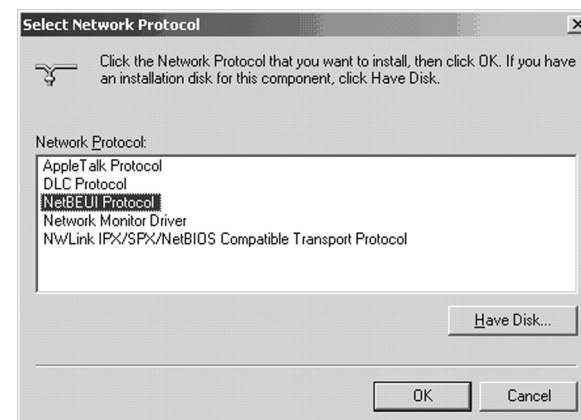 Select Network Protocol
Click the Network Protocol that you want to install, then click OK. If you have
an installation disk for this component, click Have Disk.
Network Protocol:
AppleTalk Protocol
DLC Protocol
NetBEUI Protocol
Network Monitor Driver
NWLink IPX/SPX/NetBIOS Compatible Transport Protocol
Have Disk...
OK
Cancel